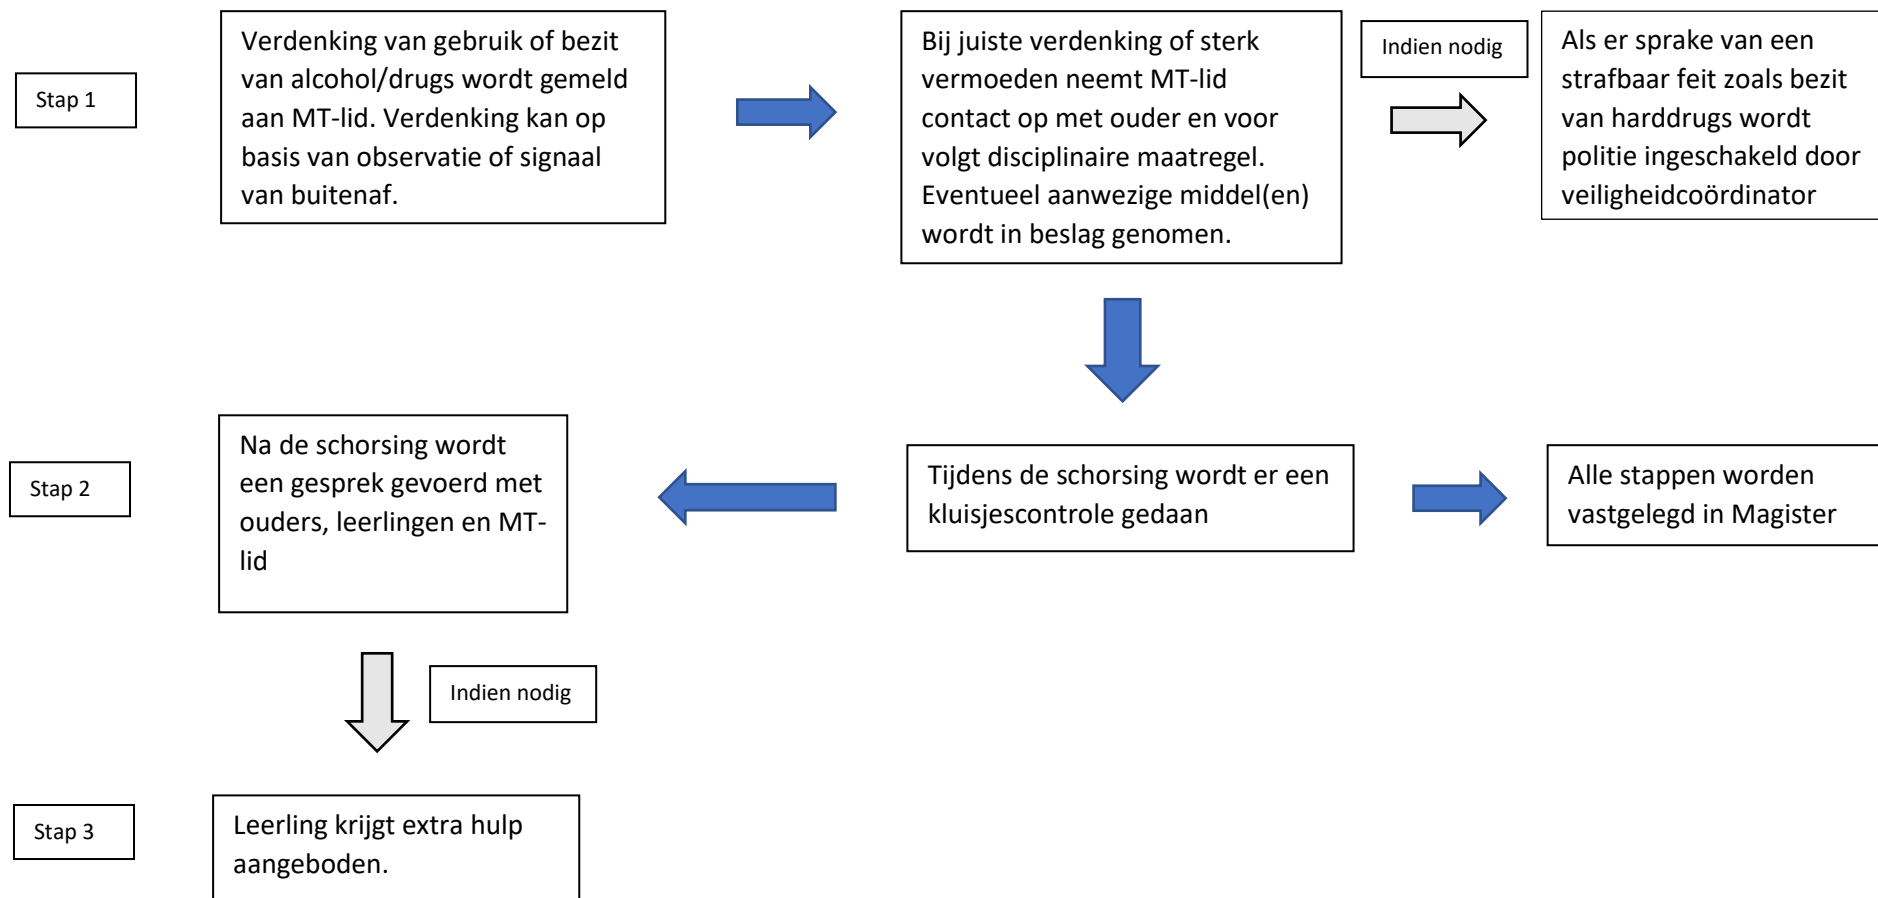 Stap 1
Verdenking van gebruik of bezit
van alcohol/drugs wordt gemeld
aan MT-lid. Verdenking kan op
basis van observatie of signaal
van buitenaf.
Bij juiste verdenking of sterk
vermoeden neemt MT-lid
contact op met ouder en voor
volgt disciplinaire maatregel.
Eventueel aanwezige middel(en)
wordt in beslag genomen.
Indien nodig
Als er sprake van een
strafbaar feit zoals bezit
van harddrugs wordt
politie ingeschakeld door
veiligheidcoördinator
Stap 2
Na de schorsing wordt
een gesprek gevoerd met
ouders, leerlingen en MT-
lid
Tijdens de schorsing wordt er een
kluisjescontrole gedaan
Alle stappen worden
vastgelegd in Magister
Indien nodig
Stap 3
Leerling krijgt extra hulp
aangeboden.